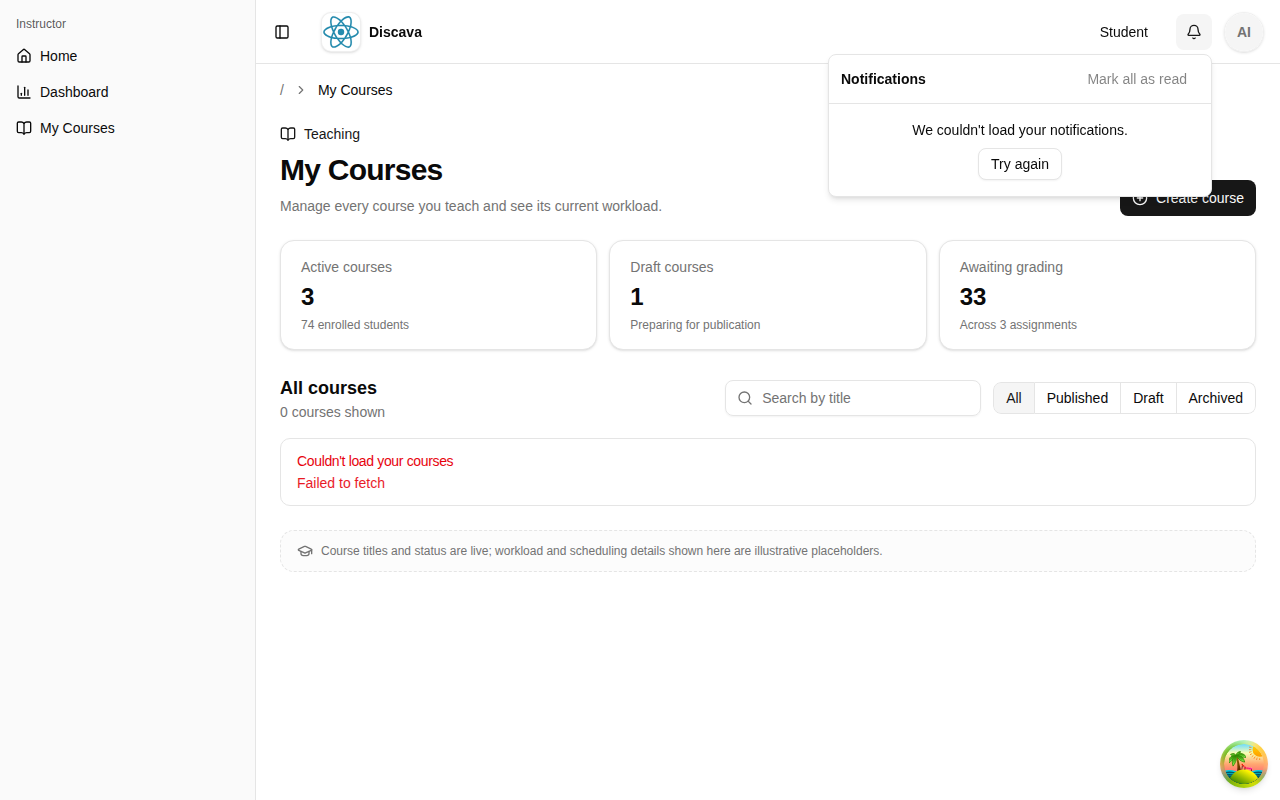 Instructor
Home
Dashboard
My Courses
Discava
Student
AI
Notifications
Mark all as read
We couldn't load your notifications.
Try again
/ My Courses
Teaching
My Courses
Manage every course you teach and see its current workload.
Create course
Active courses
3
74 enrolled students
Draft courses
1
Preparing for publication
Awaiting grading
33
Across 3 assignments
All courses
0 courses shown
Search by title
All
Published
Draft
Archived
Couldn't load your courses
Failed to fetch
Course titles and status are live; workload and scheduling details shown here are illustrative placeholders.